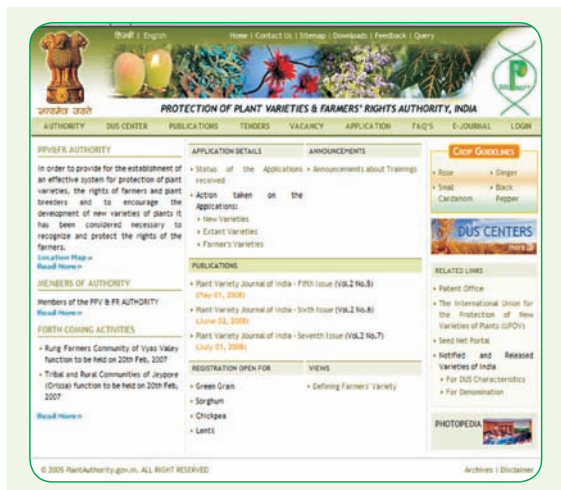 हिन्दी | English
Home | Contact Us | Sitemap | Downloads | Feedback | Query
सत्यमेव जयते
PROTECTION OF PLANT VARIETIES & FARMERS' RIGHTS AUTHORITY, INDIA
AUTHORITY DUS CENTER PUBLICATIONS TENDERS VACANCY APPLICATION FAQ'S E-JOURNAL LOGIN
PPV&FR AUTHORITY
In order to provide for the establishment of
an effective system for protection of plant
varieties, the rights of farmers and plant
breeders and to encourage the
development of new varieties of plants it
has been considered necessary to
recognize and protect the rights of the
farmers.
Location Map »
Read More »
MEMBERS OF AUTHORITY
Members of the PPV & FR AUTHORITY
Read More »
FORTH COMING ACTIVITIES
Rung Farmers Community of Vyas Valey
function to be held on 20th Feb, 2007
Tribal and Rural Communities of Jeypore
(Orissa) function to be held on 20th Feb,
2007
Read More »
APPLICATION DETAILS
Status of the Applications
received
Action taken on the
Applications:
New Varieties
Extant Varieties
Farmer's Varieties
ANNOUNCEMENTS
Announcements about Trainings
PUBLICATIONS
Plant Variety Journal of India - Fifth Issue (Vol.2 No.5)
(May 01, 2008)
Plant Variety Journal of India - Sixth Issue (Vol.2 No.6)
(June 02, 2008)
Plant Variety Journal of India - Seventh Issue (Vol.2 No.7)
(July 01, 2008)
REGISTRATION OPEN FOR
Green Gram
Sorghum
Chickpea
Lentil
VIEWS
Defining Farmers' Variety
CROP GUIDELINES
Rose
Ginger
Small
Cardamom
Black
Pepper
DUS CENTERS
more
RELATED LINKS
Patent Office
The International Union for
the Protection of New
Varieties of Plants (UPOV)
Seed Net Portal
Notified and Released
Varieties of India
For DUS Characteristics
For Denomination
PHOTOPEDIA
© 2005 PlantAuthority.gov.in. ALL RIGHT RESERVED
Archives | Disclaimer